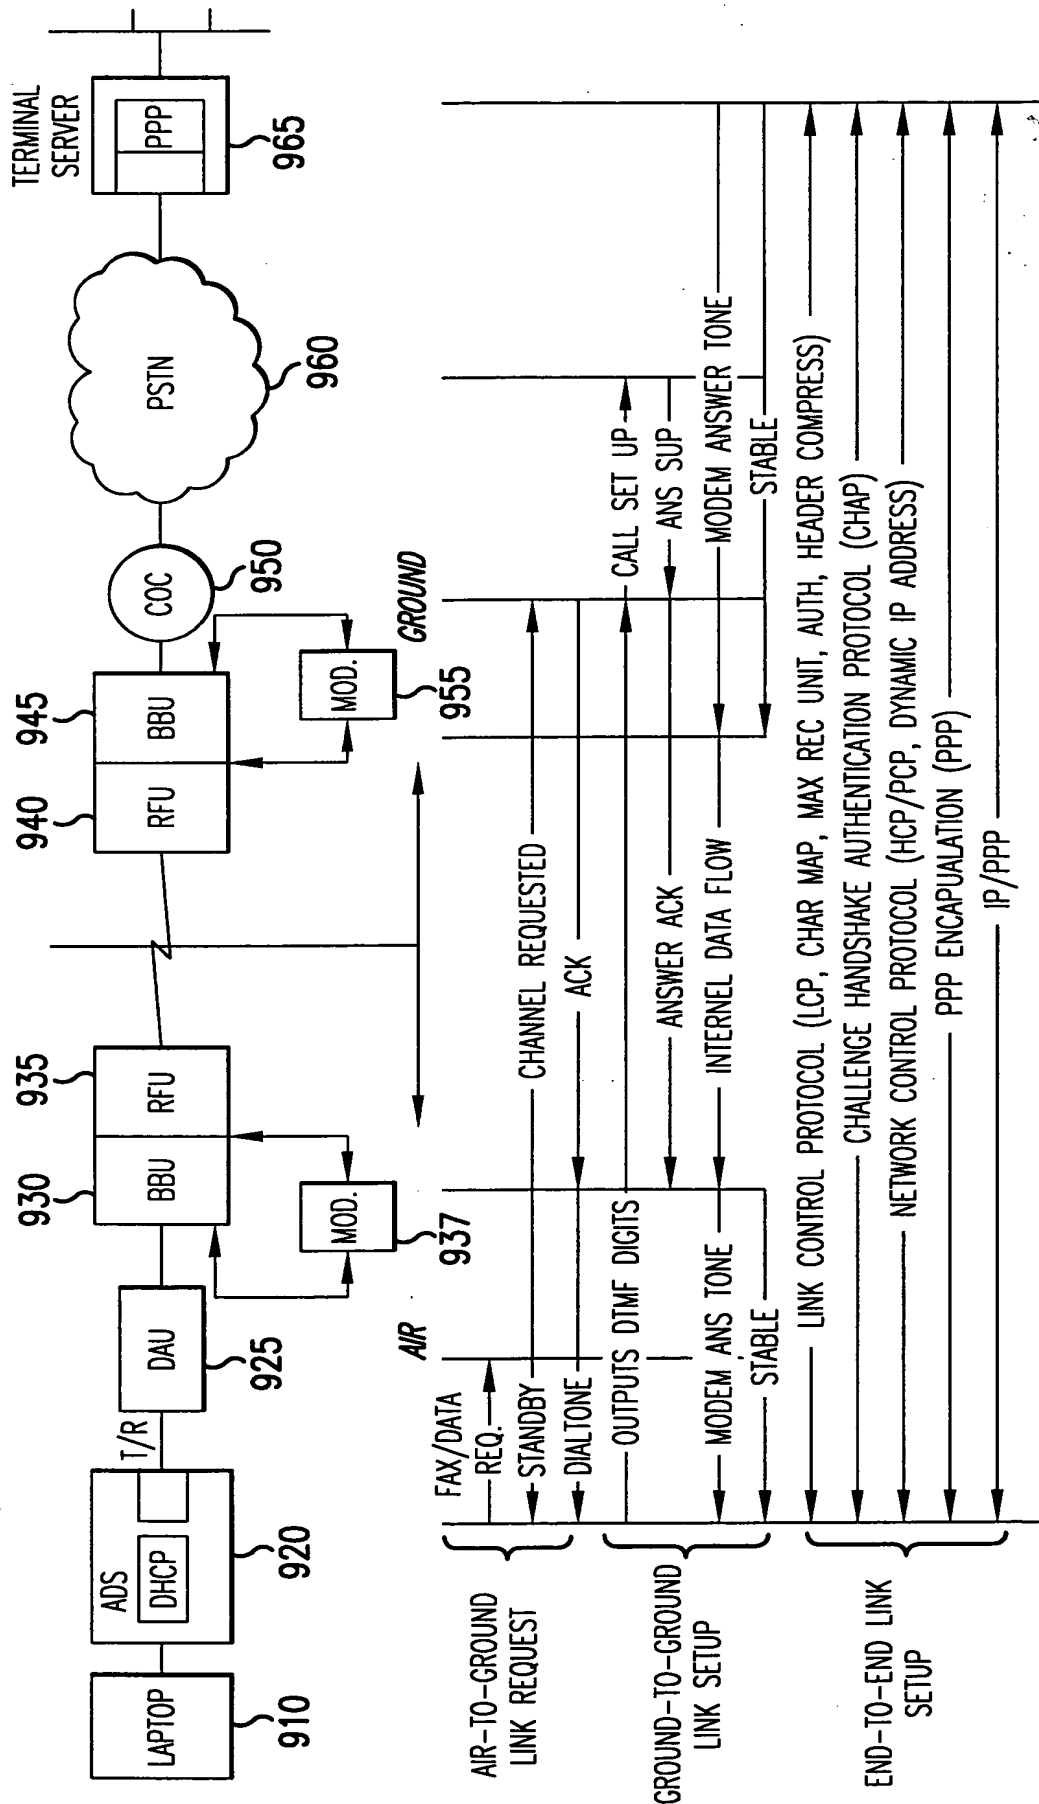 LAPTOP
910
ADS
DHCP
920
T/R
DAU
925
930
BBU
935
RFU
MOD.
937
940
RFU
945
BBU
MOD.
955
COC
950
PSTN
960
TERMINAL
SERVER
PPP
965
AIR
GROUND
AIR-TO-GROUND
LINK REQUEST
FAX/DATA
REQ.
STANDBY
CHANNEL REQUESTED
DIALTONE
ACK
GROUND-TO-GROUND
LINK SETUP
OUTPUTS DTMF DIGITS
CALL SET UP
ANSWER ACK
ANS SUP
MODEM ANS TONE
INTERNEL DATA FLOW
MODEM ANSWER TONE
STABLE
STABLE
END-TO-END LINK
SETUP
LINK CONTROL PROTOCOL (LCP, CHAR MAP, MAX REC UNIT, AUTH, HEADER COMPRESS)
CHALLENGE HANDSHAKE AUTHENTICATION PROTOCOL (CHAP)
NETWORK CONTROL PROTOCOL (HCP/PCP, DYNAMIC IP ADDRESS)
PPP ENCAPUALATION (PPP)
IP/PPP